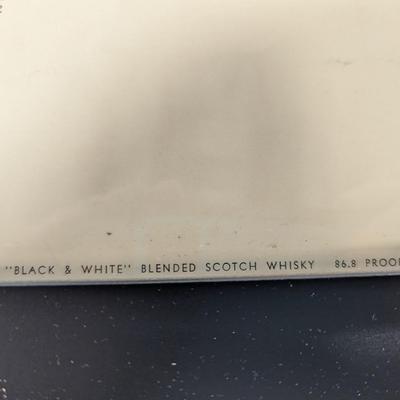 "BLACK & WHITE" BLENDED SCOTCH WHISKY 86.8 PROOF